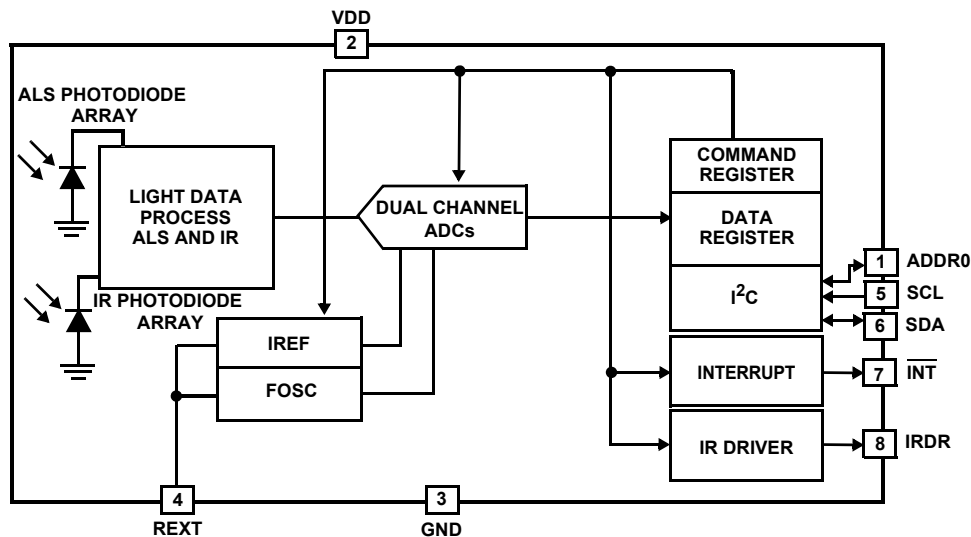 VDD
2
ALS PHOTODIODE
ARRAY
COMMAND
REGISTER
LIGHT DATA
PROCESS
ALS AND IR
DUAL CHANNEL
ADCs
DATA
REGISTER
1 ADDR0
I²C
5 SCL
6 SDA
IR PHOTODIODE
ARRAY
IREF
FOSC
INTERRUPT
7 INT
IR DRIVER
8 IRDR
4
REXT
3
GND